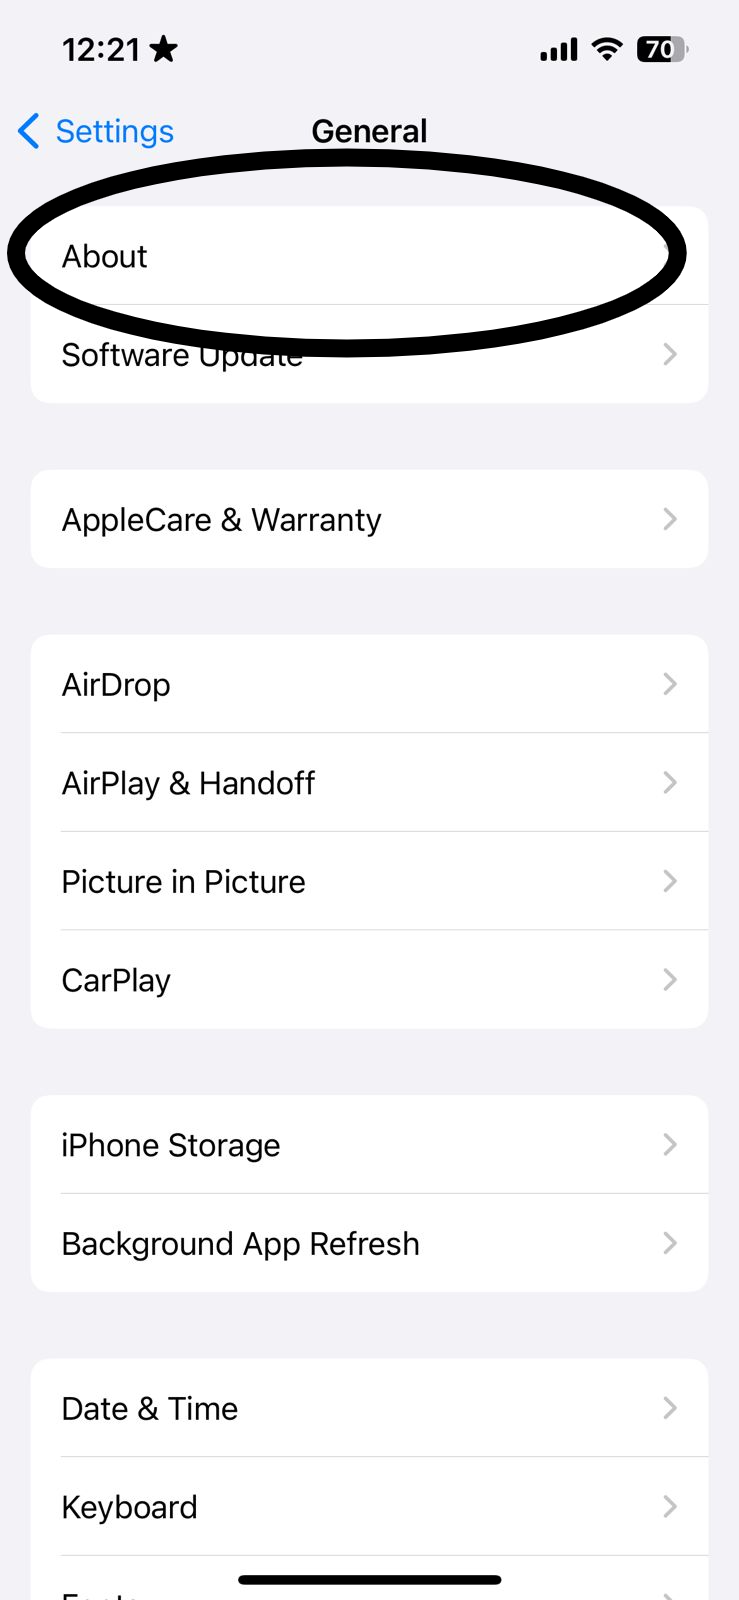 12:21
70
Settings
General
About
Software Update
AppleCare & Warranty
AirDrop
AirPlay & Handoff
Picture in Picture
CarPlay
iPhone Storage
Background App Refresh
Date & Time
Keyboard